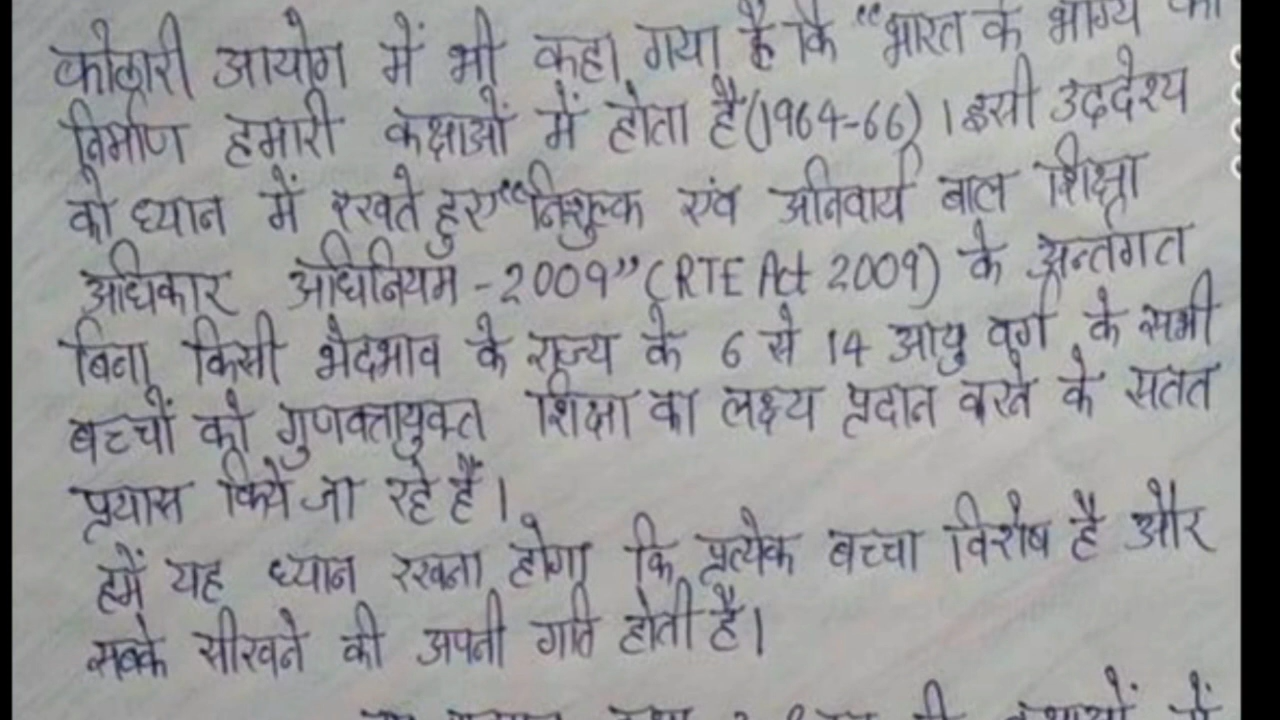 कोठारी आयोग में भी कहा गया है कि “भारत के भाग्य का
निर्माण हमारी कक्षाओं में होता है(1964-66) । इसी उद्देश्य
को ध्यान में रखते हुए “निशुल्क एंव अनिवार्य बाल शिक्षा
अधिकार अधिनियम -2009” (RTE Act 2009) के अन्तर्गत
बिना किसी भेदभाव के राज्य के 6 से 14 आयु वर्ग के सभी
बच्चों को गुणवत्तायुक्त शिक्षा का लक्ष्य प्रदान करने के सतत
प्रयास किये जा रहे हैं ।
हमें यह ध्यान रखना होगा कि प्रत्येक बच्चा विशेष है और
सबके सीखने की अपनी गति होती है ।